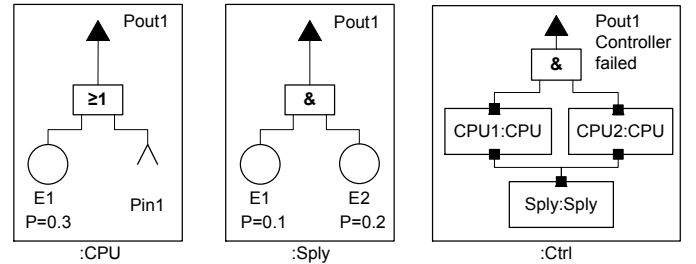 Pout1
≥1
E1
P=0.3
Pin1
:CPU
Pout1
&
E1
P=0.1
E2
P=0.2
:Sply
Pout1
Controller
failed
&
CPU1:CPU
CPU2:CPU
Sply:Sply
:Ctrl